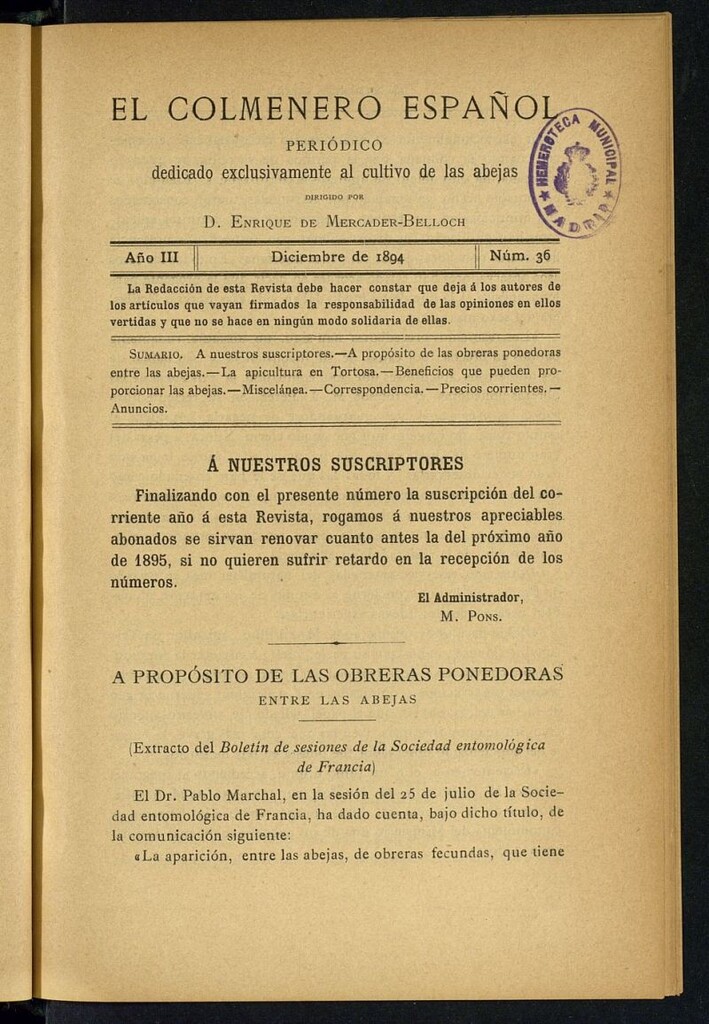 EL COLMENERO ESPAÑOL
PERIÓDICO
dedicado exclusivamente al cultivo de las abejas
DIRIGIDO POR
D. ENRIQUE DE MERCADER-BELLOCH
HEMEROTECA MUNICIPAL
MADRID
Año III Diciembre de 1894 Núm. 36
La Redacción de esta Revista debe hacer constar que deja á los autores de
los artículos que vayan firmados la responsabilidad de las opiniones en ellos
vertidas y que no se hace en ningún modo solidaria de ellas.
SUMARIO. A nuestros suscriptores.—A propósito de las obreras ponedoras
entre las abejas.—La apicultura en Tortosa.—Beneficios que pueden pro-
porcionar las abejas.—Miscelánea.—Correspondencia.—Precios corrientes.—
Anuncios.
Á NUESTROS SUSCRIPTORES
Finalizando con el presente número la suscripción del co-
rriente año á esta Revista, rogamos á nuestros apreciables
abonados se sirvan renovar cuanto antes la del próximo año
de 1895, si no quieren sufrir retardo en la recepción de los
números.
El Administrador,
M. PONS.
A PROPÓSITO DE LAS OBRERAS PONEDORAS
ENTRE LAS ABEJAS
(Extracto del Boletín de sesiones de la Sociedad entomológica
de Francia)
El Dr. Pablo Marchal, en la sesión del 25 de julio de la Socie-
dad entomológica de Francia, ha dado cuenta, bajo dicho título, de
la comunicación siguiente:
«La aparición, entre las abejas, de obreras fecundas, que tiene